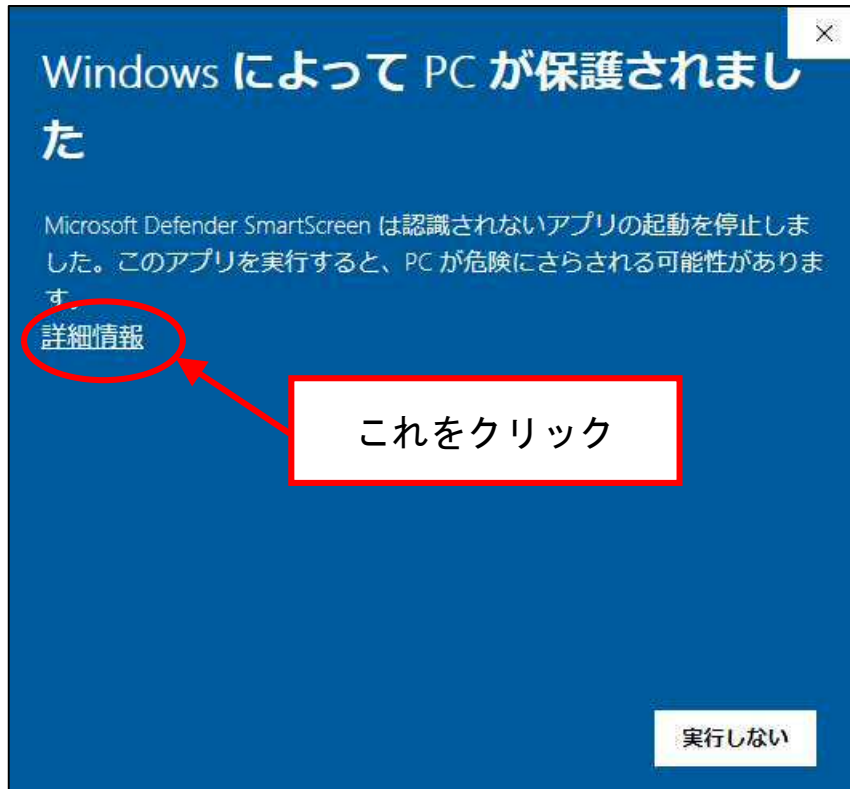 Windows によって PC が保護されまし
た
Microsoft Defender SmartScreen は認識されないアプリの起動を停止しま
した。このアプリを実行すると、PC が危険にさらされる可能性がありま
す。
詳細情報
これをクリック
実行しない